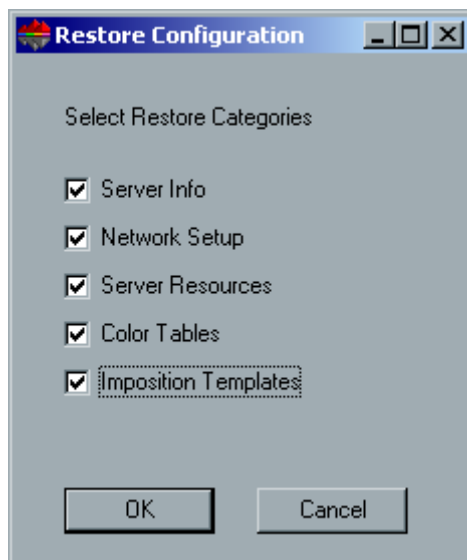 Restore Configuration
Select Restore Categories
Server Info
Network Setup
Server Resources
Color Tables
Imposition Templates
OK
Cancel